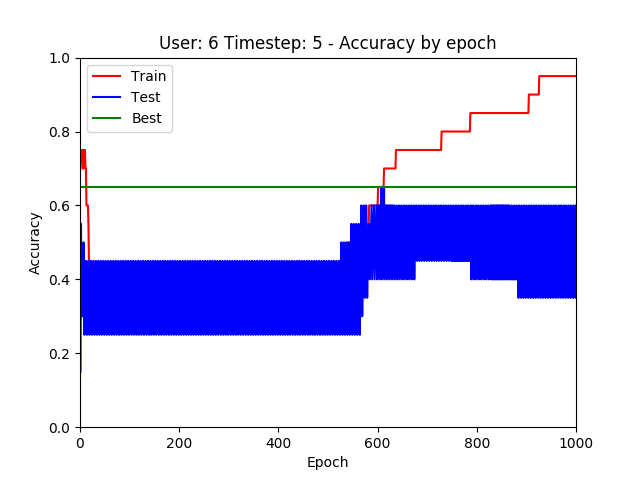 User: 6 Timestep: 5 - Accuracy by epoch
1.0
Train
Test
Best
0.8
0.6
Accuracy
0.4
0.2
0.0
0 200 400 600 800 1000
Epoch